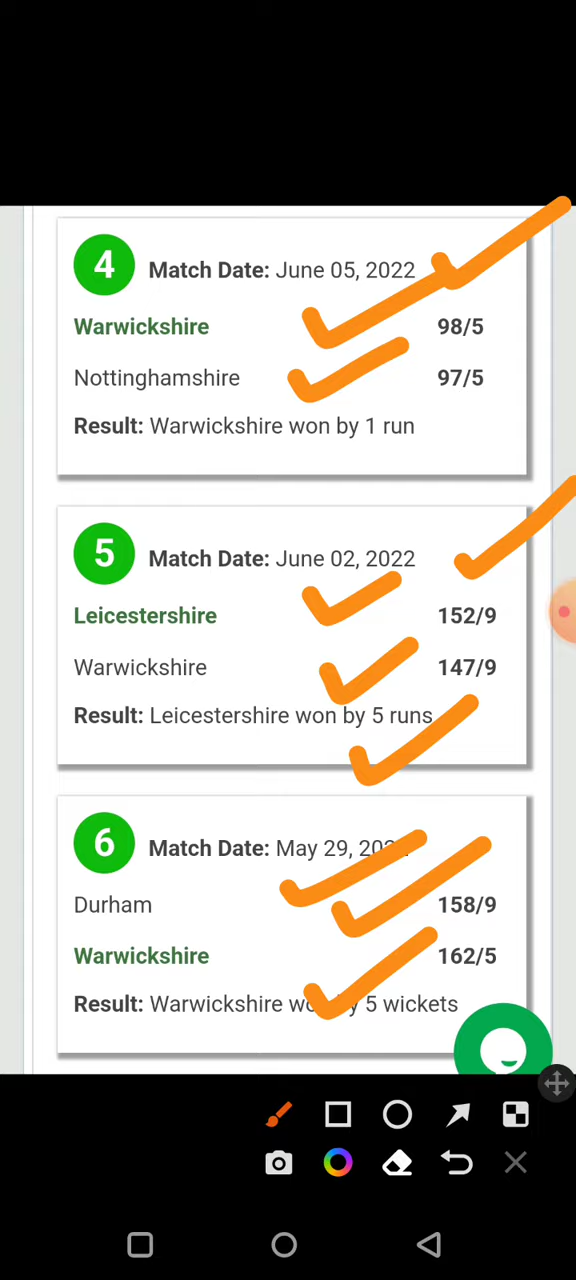 4 Match Date: June 05, 2022
Warwickshire 98/5
Nottinghamshire 97/5
Result: Warwickshire won by 1 run
5 Match Date: June 02, 2022
Leicestershire 152/9
Warwickshire 147/9
Result: Leicestershire won by 5 runs
6 Match Date: May 29,
Durham 158/9
Warwickshire 162/5
Result: Warwickshire won by 5 wickets